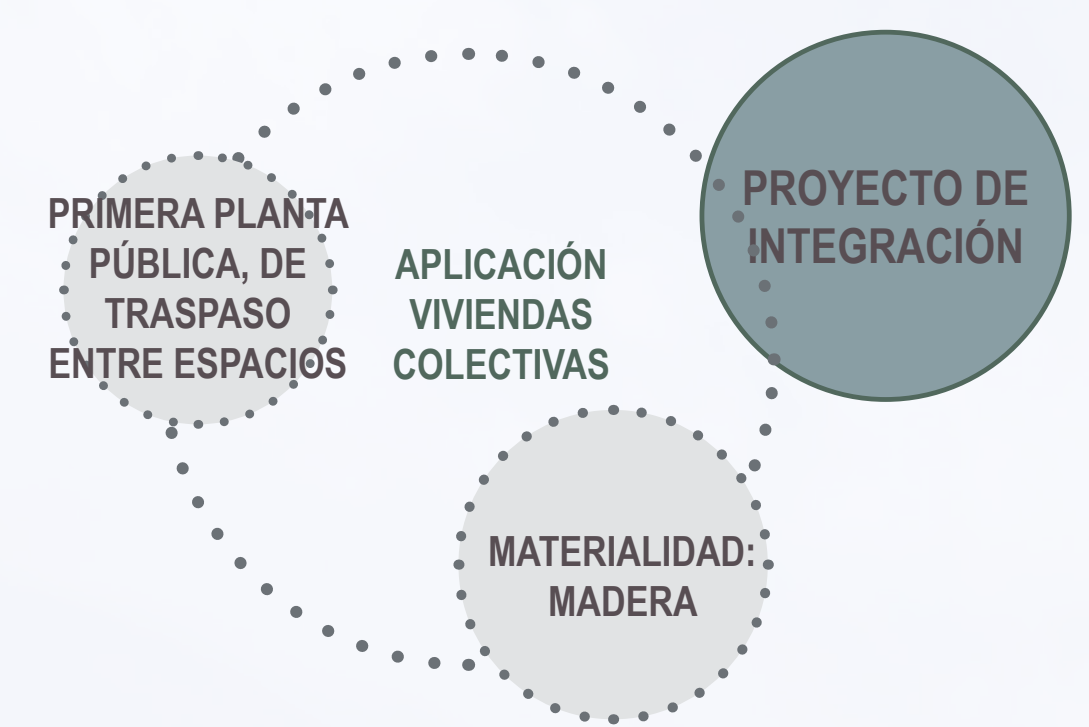 PRIMERA PLANTA
PÚBLICA, DE
TRASPASO
ENTRE ESPACIOS
APLICACIÓN
VIVIENDAS
COLECTIVAS
PROYECTO DE
INTEGRACIÓN
MATERIALIDAD:
MADERA